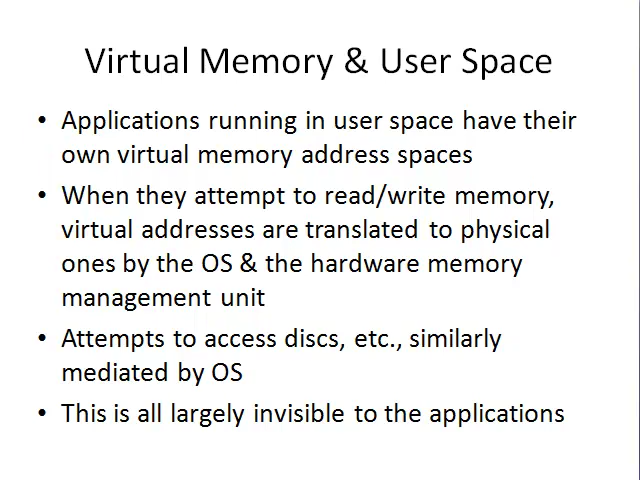 Virtual Memory & User Space
• Applications running in user space have their
own virtual memory address spaces
• When they attempt to read/write memory,
virtual addresses are translated to physical
ones by the OS & the hardware memory
management unit
• Attempts to access discs, etc., similarly
mediated by OS
• This is all largely invisible to the applications